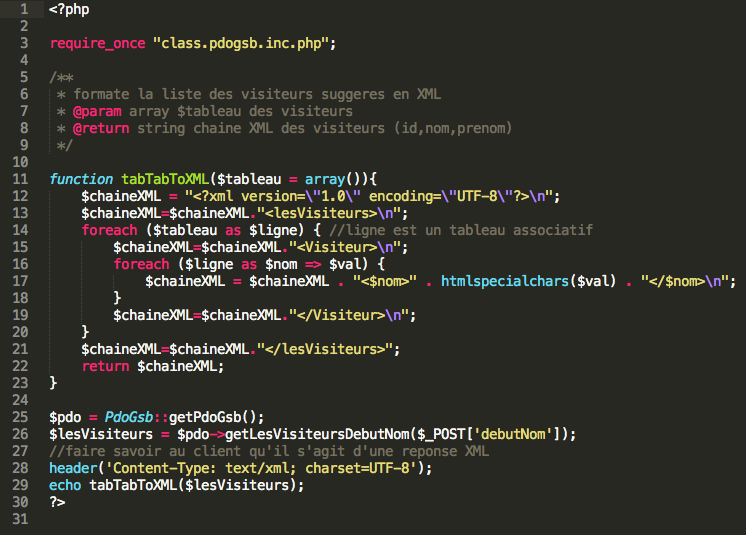 1 <?php
2
3 require_once "class.pdogsb.inc.php";
4
5 /**
6  * formate la liste des visiteurs suggeres en XML
7  * @param array $tableau des visiteurs
8  * @return string chaine XML des visiteurs (id,nom,prenom)
9  */
10
11 function tabTabToXML($tableau = array()){
12     $chaineXML = "<?xml version=\"1.0\" encoding=\"UTF-8\"?>\n";
13     $chaineXML=$chaineXML."<lesVisiteurs>\n";
14     foreach ($tableau as $ligne) { //ligne est un tableau associatif
15         $chaineXML=$chaineXML."<Visiteur>\n";
16         foreach ($ligne as $nom => $val) {
17             $chaineXML = $chaineXML . "<$nom>" . htmlspecialchars($val) . "</$nom>\n";
18         }
19         $chaineXML=$chaineXML."</Visiteur>\n";
20     }
21     $chaineXML=$chaineXML."</lesVisiteurs>";
22     return $chaineXML;
23 }
24
25 $pdo = PdoGsb::getPdoGsb();
26 $lesVisiteurs = $pdo->getLesVisiteursDebutNom($_POST['debutNom']);
27 //faire savoir au client qu'il s'agit d'une reponse XML
28 header('Content-Type: text/xml; charset=UTF-8');
29 echo tabTabToXML($lesVisiteurs);
30 ?>
31